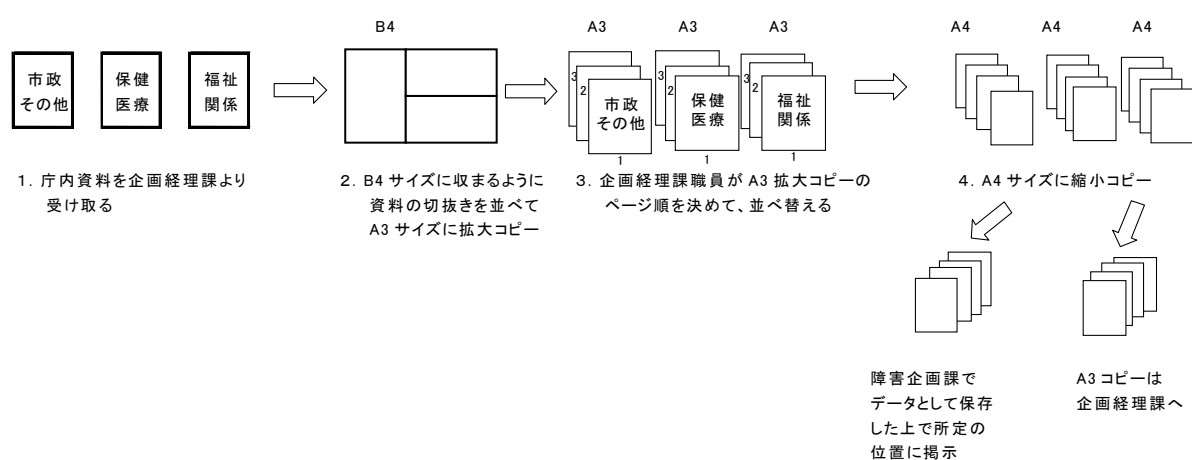 B4
A3
A3
A3
A4
A4
A4
市政
その他
保健
医療
福祉
関係
3
2
市政
その他
1
3
2
保健
医療
1
3
2
福祉
関係
1
1．庁内資料を企画経理課より
受け取る
2．B4 サイズに収まるように
資料の切抜きを並べて
A3 サイズに拡大コピー
3．企画経理課職員が A3 拡大コピーの
ページ順を決めて、並べ替える
4．A4 サイズに縮小コピー
障害企画課で
データとして保存
した上で所定の
位置に掲示
A3 コピーは
企画経理課へ